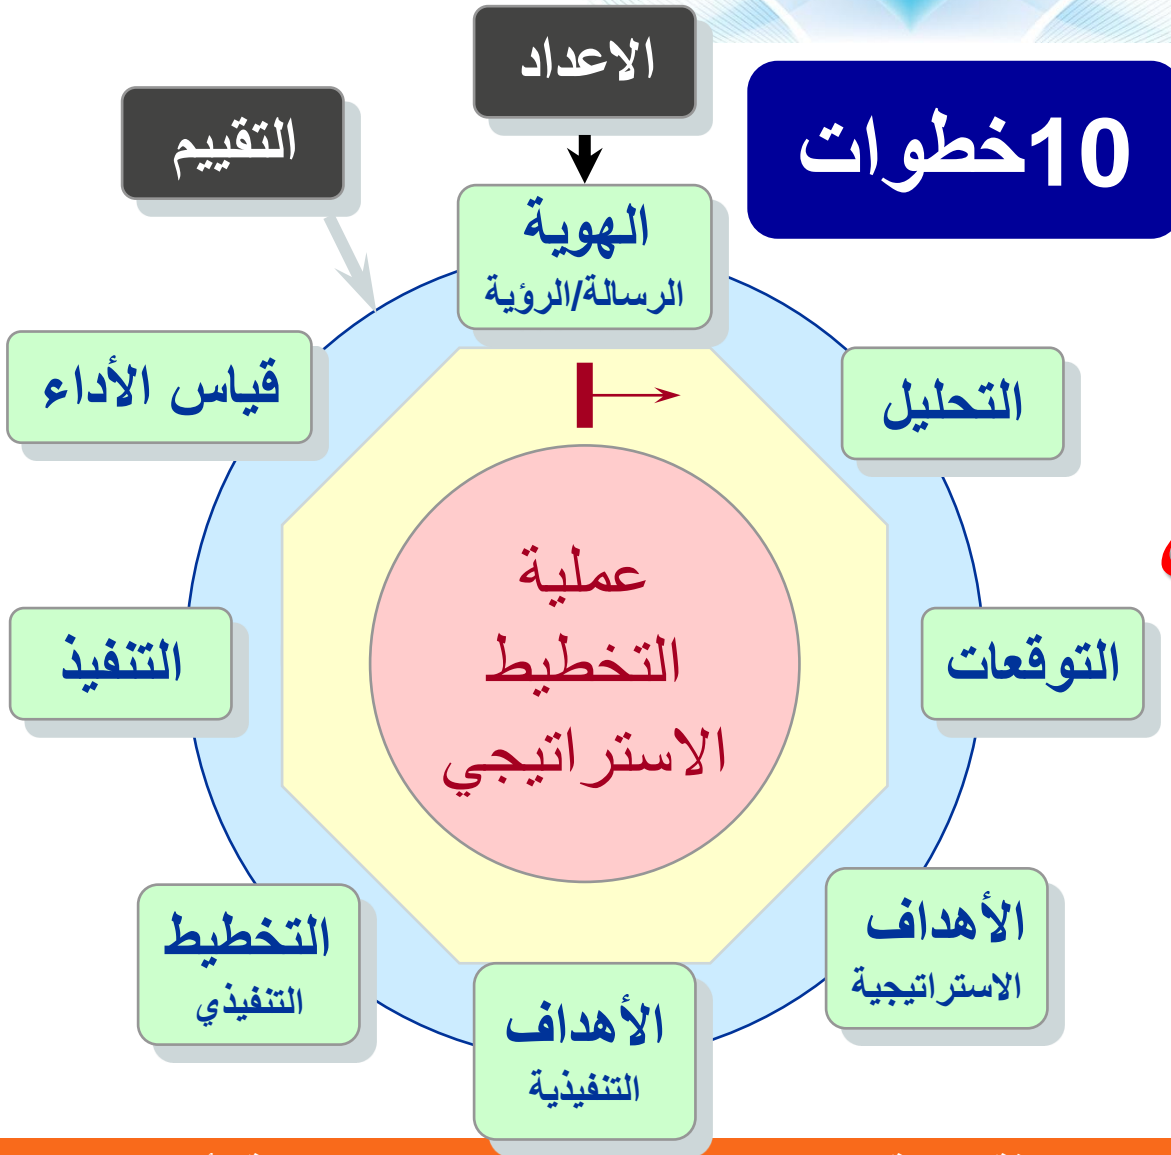 الاعداد
10خطوات
التقييم
الهوية
الرسالة/الرؤية
التحليل
قياس الأداء
عملية
التخطيط
الاستراتيجي
التوقعات
التنفيذ
الأهداف
الاستراتيجية
التخطيط
التنفيذي
الأهداف
التنفيذية